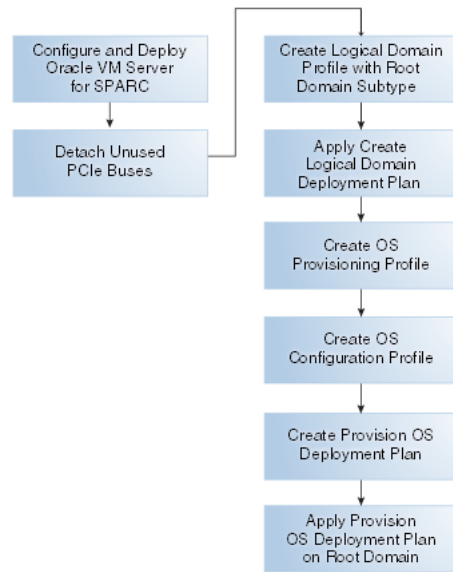 Configure and Deploy
Oracle VM Server
for SPARC
Detach Unused
PCIe Buses
Create Logical Domain
Profile with Root
Domain Subtype
Apply Create
Logical Domain
Deployment Plan
Create OS
Provisioning Profile
Create OS
Configuration Profile
Create Provision OS
Deployment Plan
Apply Provision
OS Deployment Plan
on Root Domain